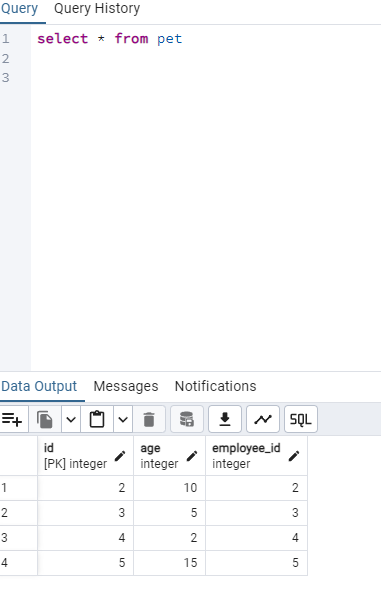 Query Query History
1 select * from pet
2
3
Data Output Messages Notifications
SQL
id age employee_id
[PK] integer integer integer
1 2 10 2
2 3 5 3
3 4 2 4
4 5 15 5